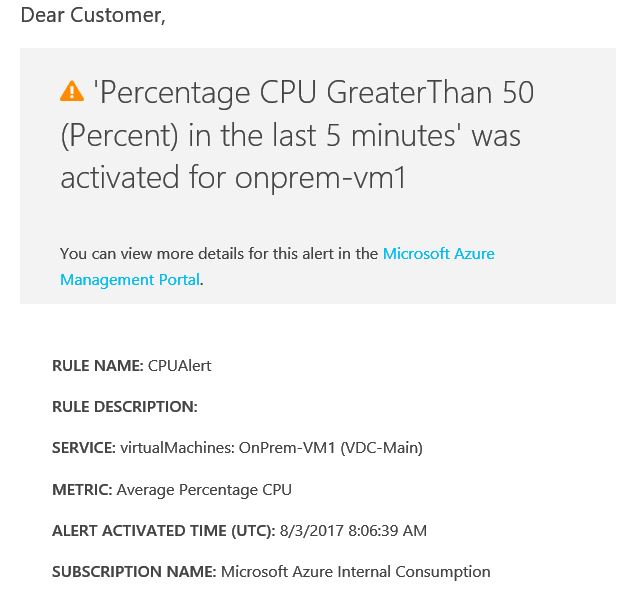 Dear Customer,
'Percentage CPU GreaterThan 50
(Percent) in the last 5 minutes' was
activated for onprem-vm1
You can view more details for this alert in the Microsoft Azure
Management Portal.
RULE NAME: CPUAlert
RULE DESCRIPTION:
SERVICE: virtualMachines: OnPrem-VM1 (VDC-Main)
METRIC: Average Percentage CPU
ALERT ACTIVATED TIME (UTC): 8/3/2017 8:06:39 AM
SUBSCRIPTION NAME: Microsoft Azure Internal Consumption